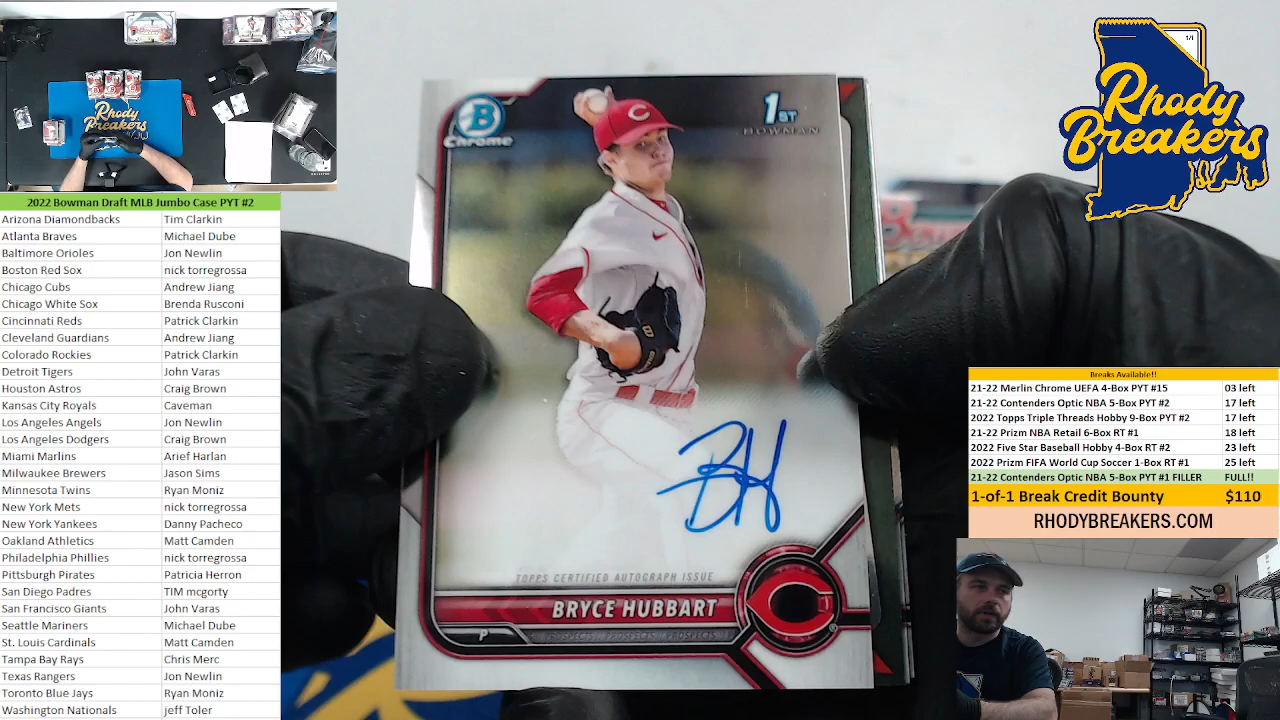 2022 Bowman Draft MLB Jumbo Case PYT #2
Arizona Diamondbacks Tim Clarkin
Atlanta Braves Michael Dube
Baltimore Orioles Jon Newlin
Boston Red Sox nick torregrossa
Chicago Cubs Andrew Jiang
Chicago White Sox Brenda Rusconi
Cincinnati Reds Patrick Clarkin
Cleveland Guardians Andrew Jiang
Colorado Rockies Patrick Clarkin
Detroit Tigers John Varas
Houston Astros Craig Brown
Kansas City Royals Caveman
Los Angeles Angels Jon Newlin
Los Angeles Dodgers Craig Brown
Miami Marlins Arief Harlan
Milwaukee Brewers Jason Sims
Minnesota Twins Ryan Moniz
New York Mets nick torregrossa
New York Yankees Danny Pacheco
Oakland Athletics Matt Camden
Philadelphia Phillies nick torregrossa
Pittsburgh Pirates Patricia Herron
San Diego Padres TIM mcgorty
San Francisco Giants John Varas
Seattle Mariners Michael Dube
St. Louis Cardinals Matt Camden
Tampa Bay Rays Chris Merc
Texas Rangers Jon Newlin
Toronto Blue Jays Ryan Moniz
Washington Nationals jeff Toler
Rhody
Breakers
B
Chrome
1ST
BOWMAN
C
BH
TOPPS CERTIFIED AUTOGRAPH ISSUE
BRYCE HUBBART
P
PROSPECTS // PROSPECTS // PROSPECTS
C
1/1
Rhody
Breakers
Breaks Available!!
21-22 Merlin Chrome UEFA 4-Box PYT #15 03 left
21-22 Contenders Optic NBA 5-Box PYT #2 17 left
2022 Topps Triple Threads Hobby 9-Box PYT #2 17 left
21-22 Prizm NBA Retail 6-Box RT #1 18 left
2022 Five Star Baseball Hobby 4-Box RT #2 23 left
2022 Prizm FIFA World Cup Soccer 1-Box RT #1 25 left
21-22 Contenders Optic NBA 5-Box PYT #1 FILLER FULL!!
1-of-1 Break Credit Bounty $110
RHODYBREAKERS.COM